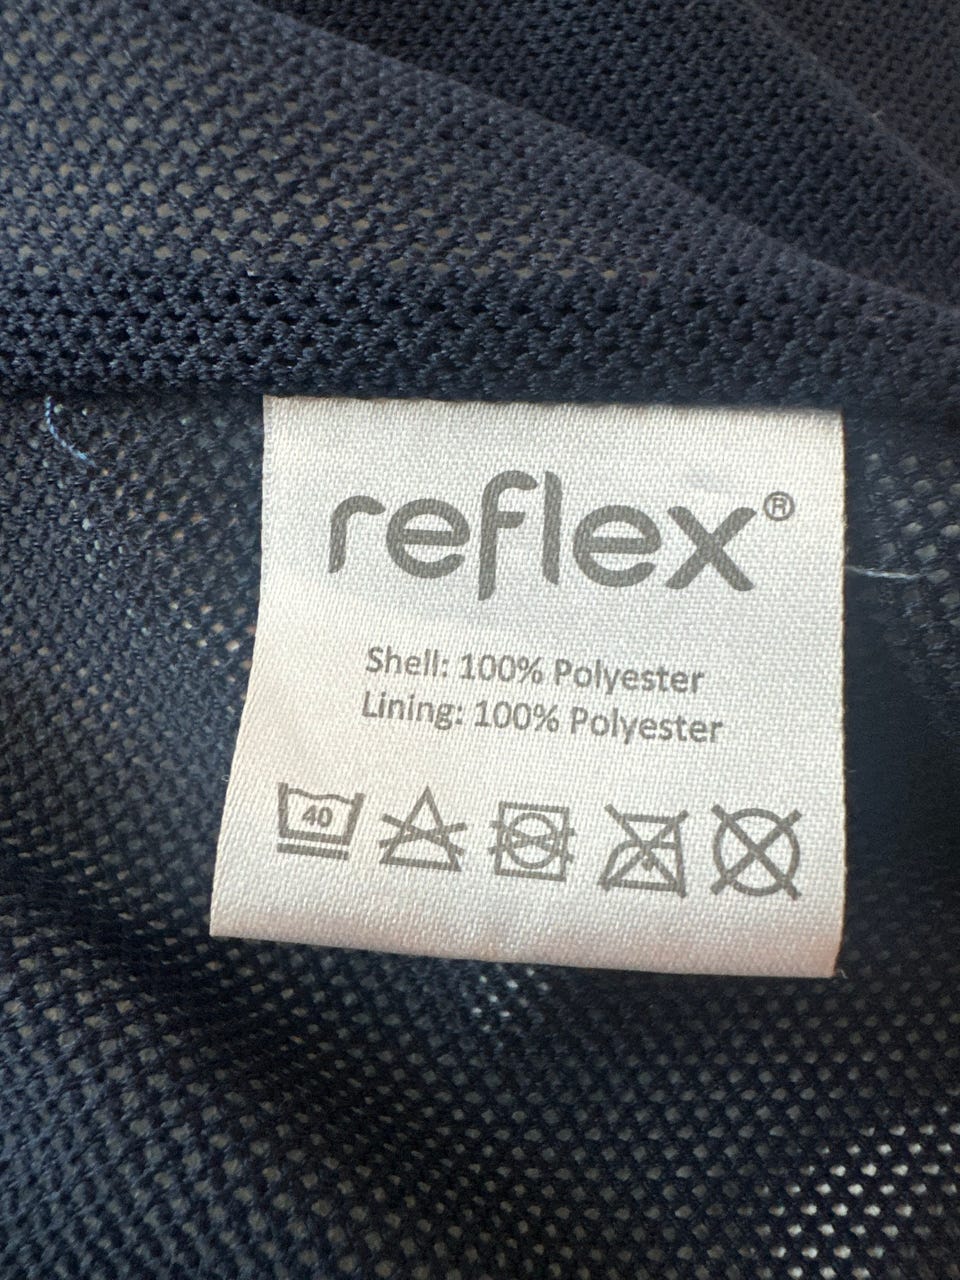 reflex®
Shell: 100% Polyester
Lining: 100% Polyester
40